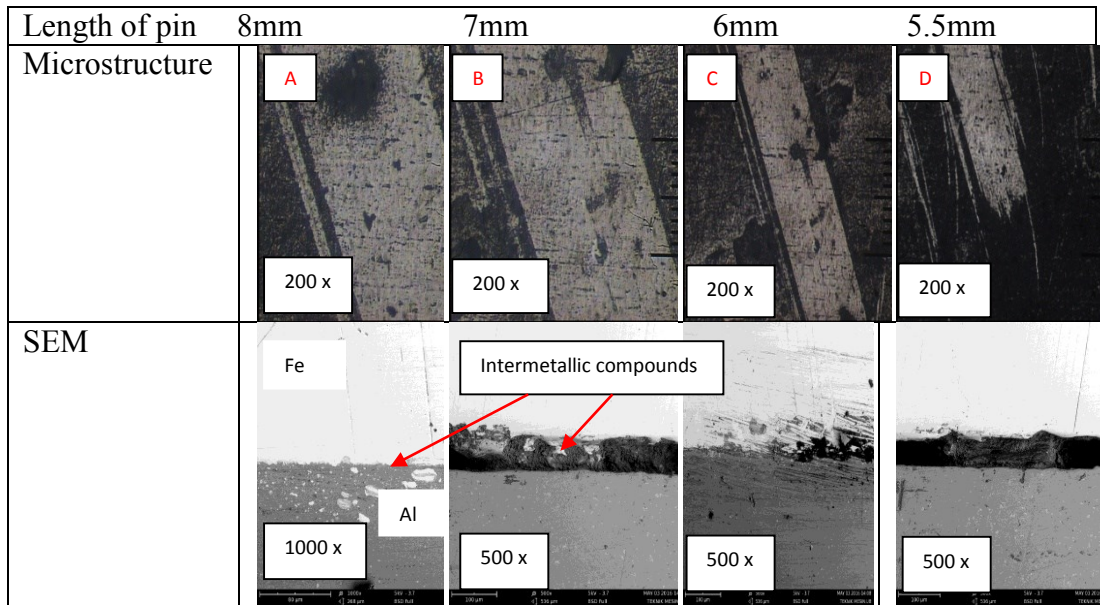 Length of pin 8mm 7mm 6mm 5.5mm
Microstructure
A B C D
200 x 200 x 200 x 200 x
SEM
Fe
Intermetallic compounds
Al
1000 x 500 x 500 x 500 x